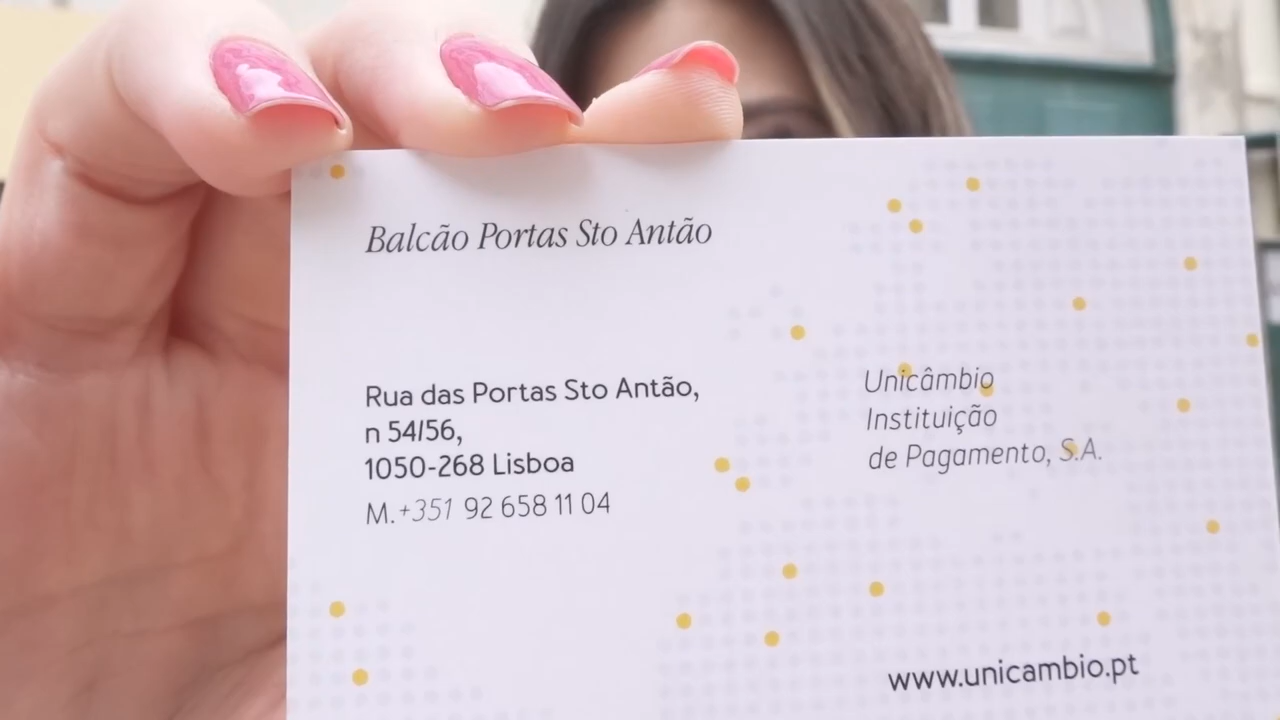 Balcão Portas Sto Antão
Rua das Portas Sto Antão,
n 54/56,
1050-268 Lisboa
M.+351 92 658 11 04
Unicâmbio
Instituição
de Pagamento, S.A.
www.unicambio.pt